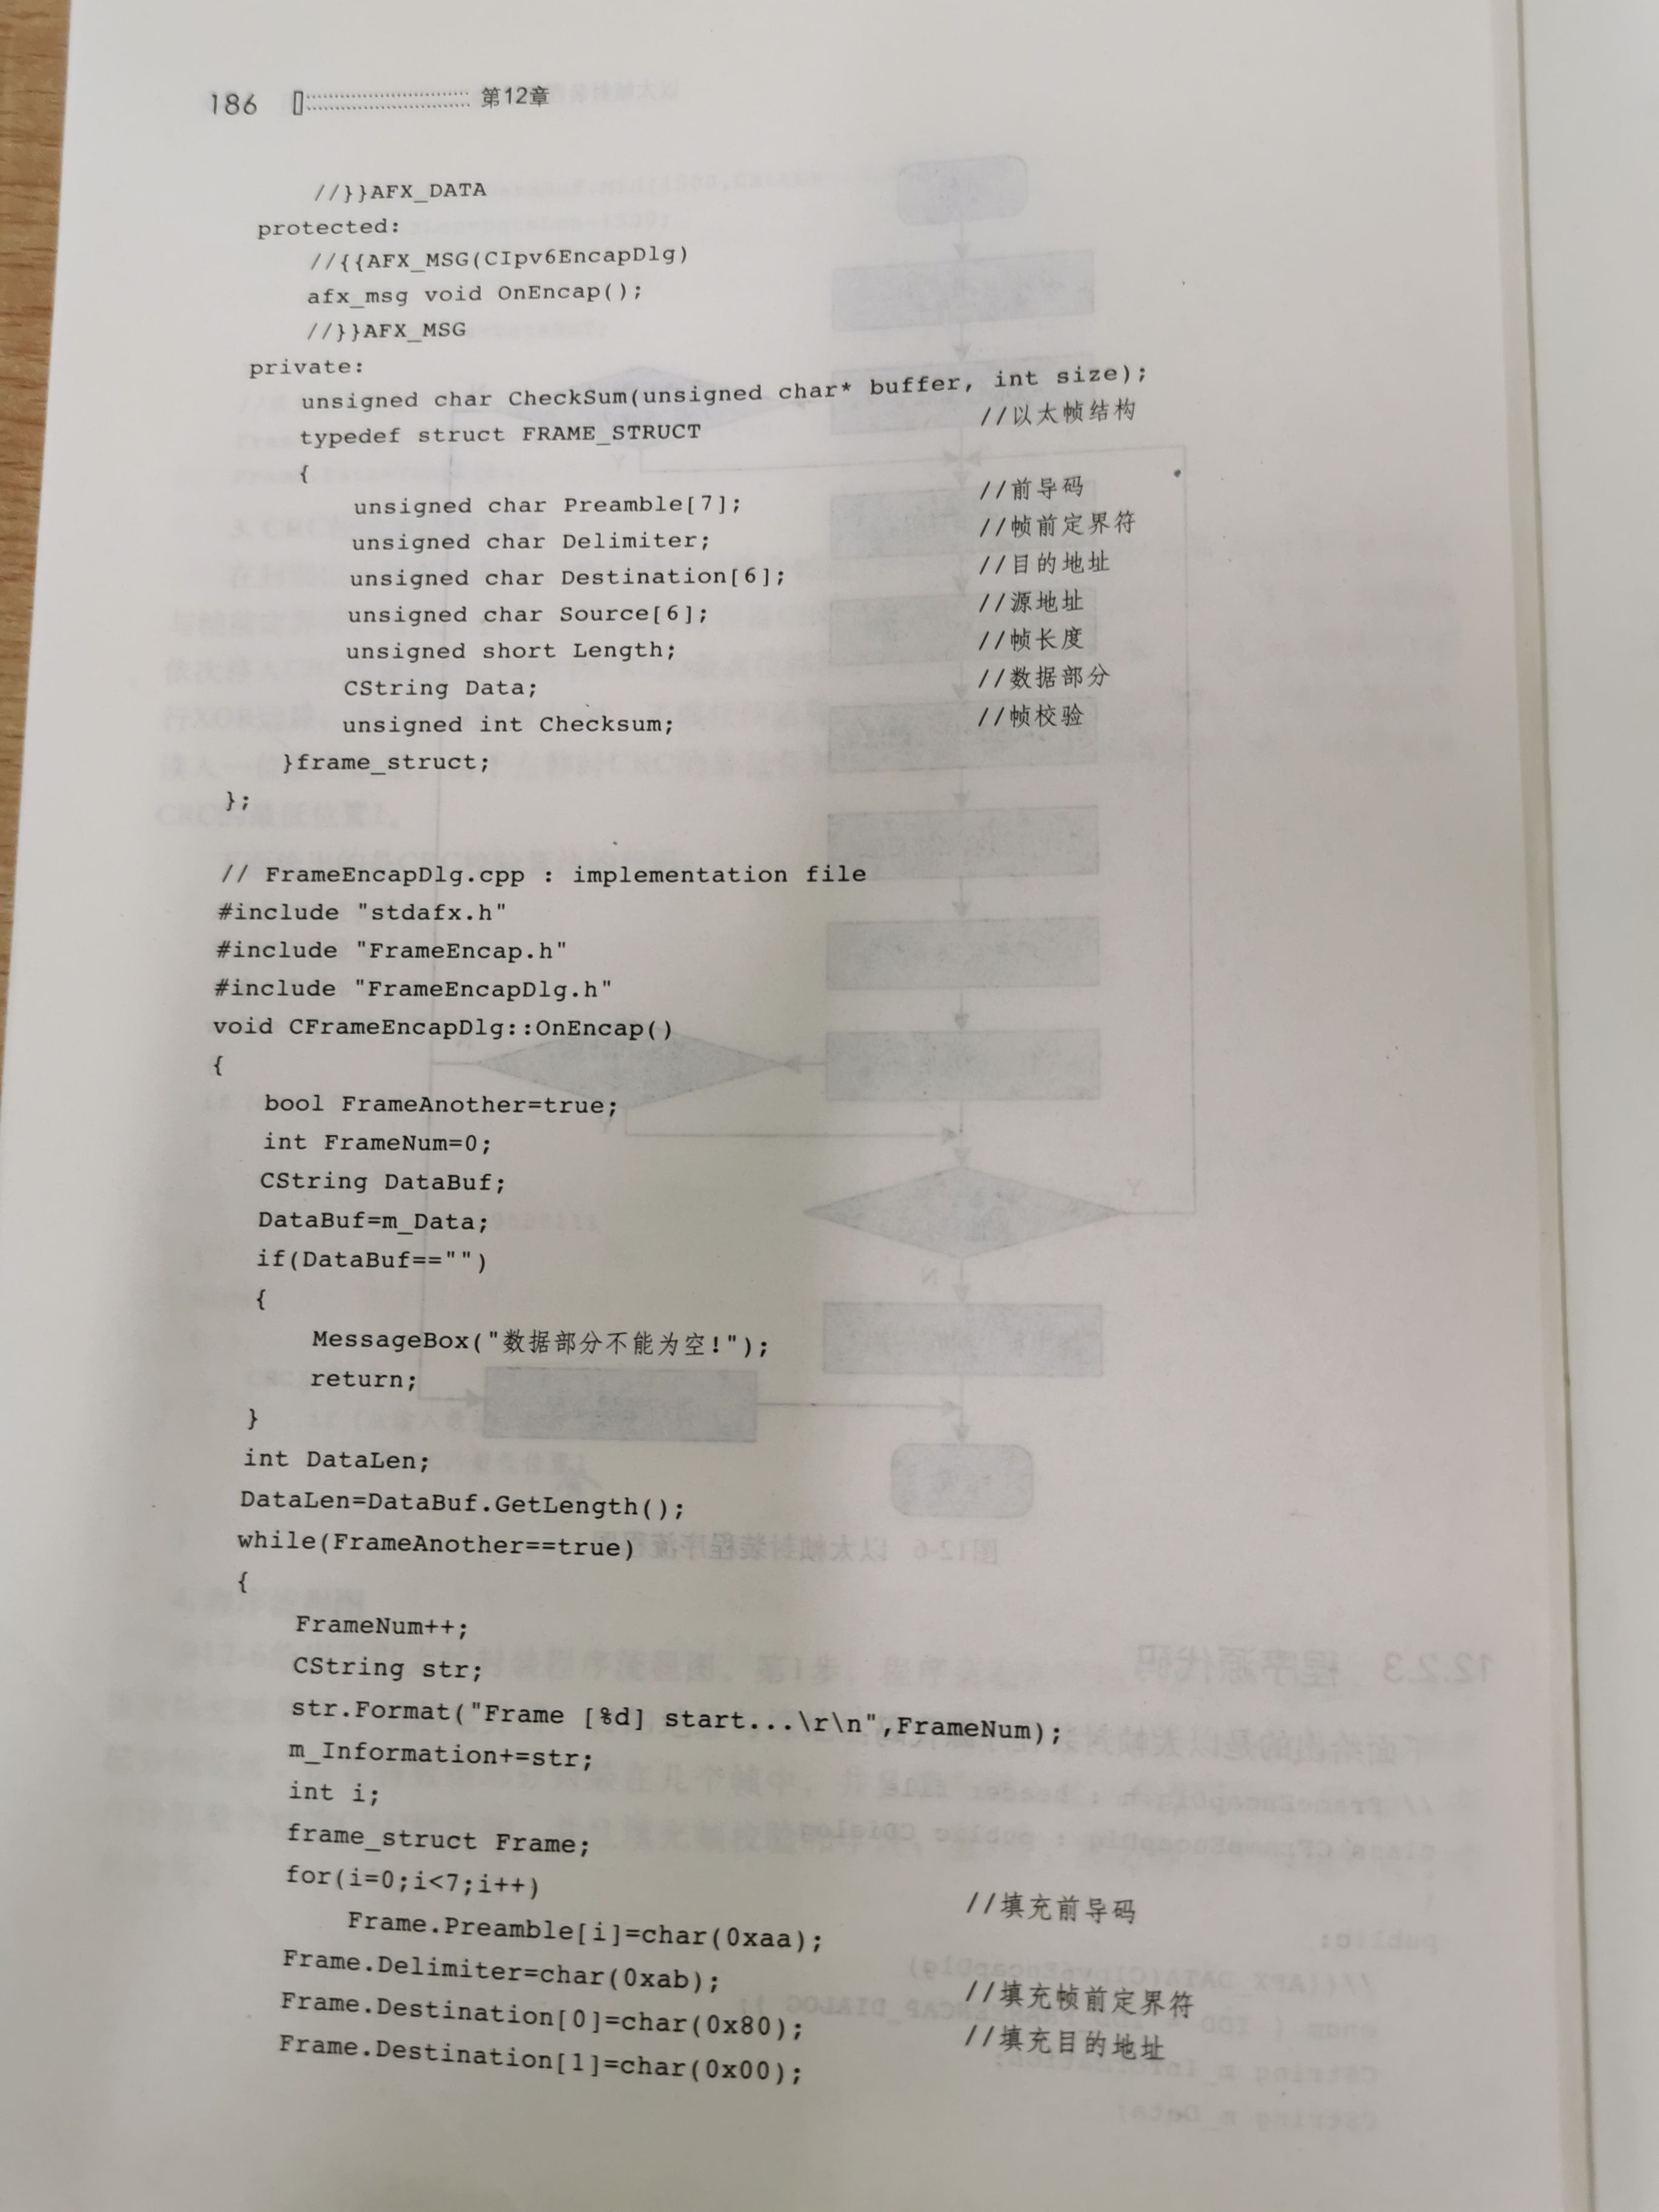 186 第12章
//}}AFX_DATA
protected:
//{{AFX_MSG(CIpv6EncapDlg)
afx_msg void OnEncap();
//}}AFX_MSG
private:
unsigned char CheckSum(unsigned char* buffer, int size);
typedef struct FRAME_STRUCT //以太帧结构
{
unsigned char Preamble[7]; //前导码
unsigned char Delimiter; //帧前定界符
unsigned char Destination[6]; //目的地址
unsigned char Source[6]; //源地址
unsigned short Length; //帧长度
CString Data; //数据部分
unsigned int Checksum; //帧校验
}frame_struct;
};
// FrameEncapDlg.cpp : implementation file
#include "stdafx.h"
#include "FrameEncap.h"
#include "FrameEncapDlg.h"
void CFrameEncapDlg::OnEncap()
{
bool FrameAnother=true;
int FrameNum=0;
CString DataBuf;
DataBuf=m_Data;
if(DataBuf=="")
{
MessageBox("数据部分不能为空!");
return;
}
int DataLen;
DataLen=DataBuf.GetLength();
while(FrameAnother==true)
{
FrameNum++;
CString str;
str.Format("Frame [%d] start...\r\n",FrameNum);
m_Information+=str;
int i;
frame_struct Frame;
for(i=0;i<7;i++) //填充前导码
Frame.Preamble[i]=char(0xaa);
Frame.Delimiter=char(0xab); //填充帧前定界符
Frame.Destination[0]=char(0x80); //填充目的地址
Frame.Destination[1]=char(0x00);